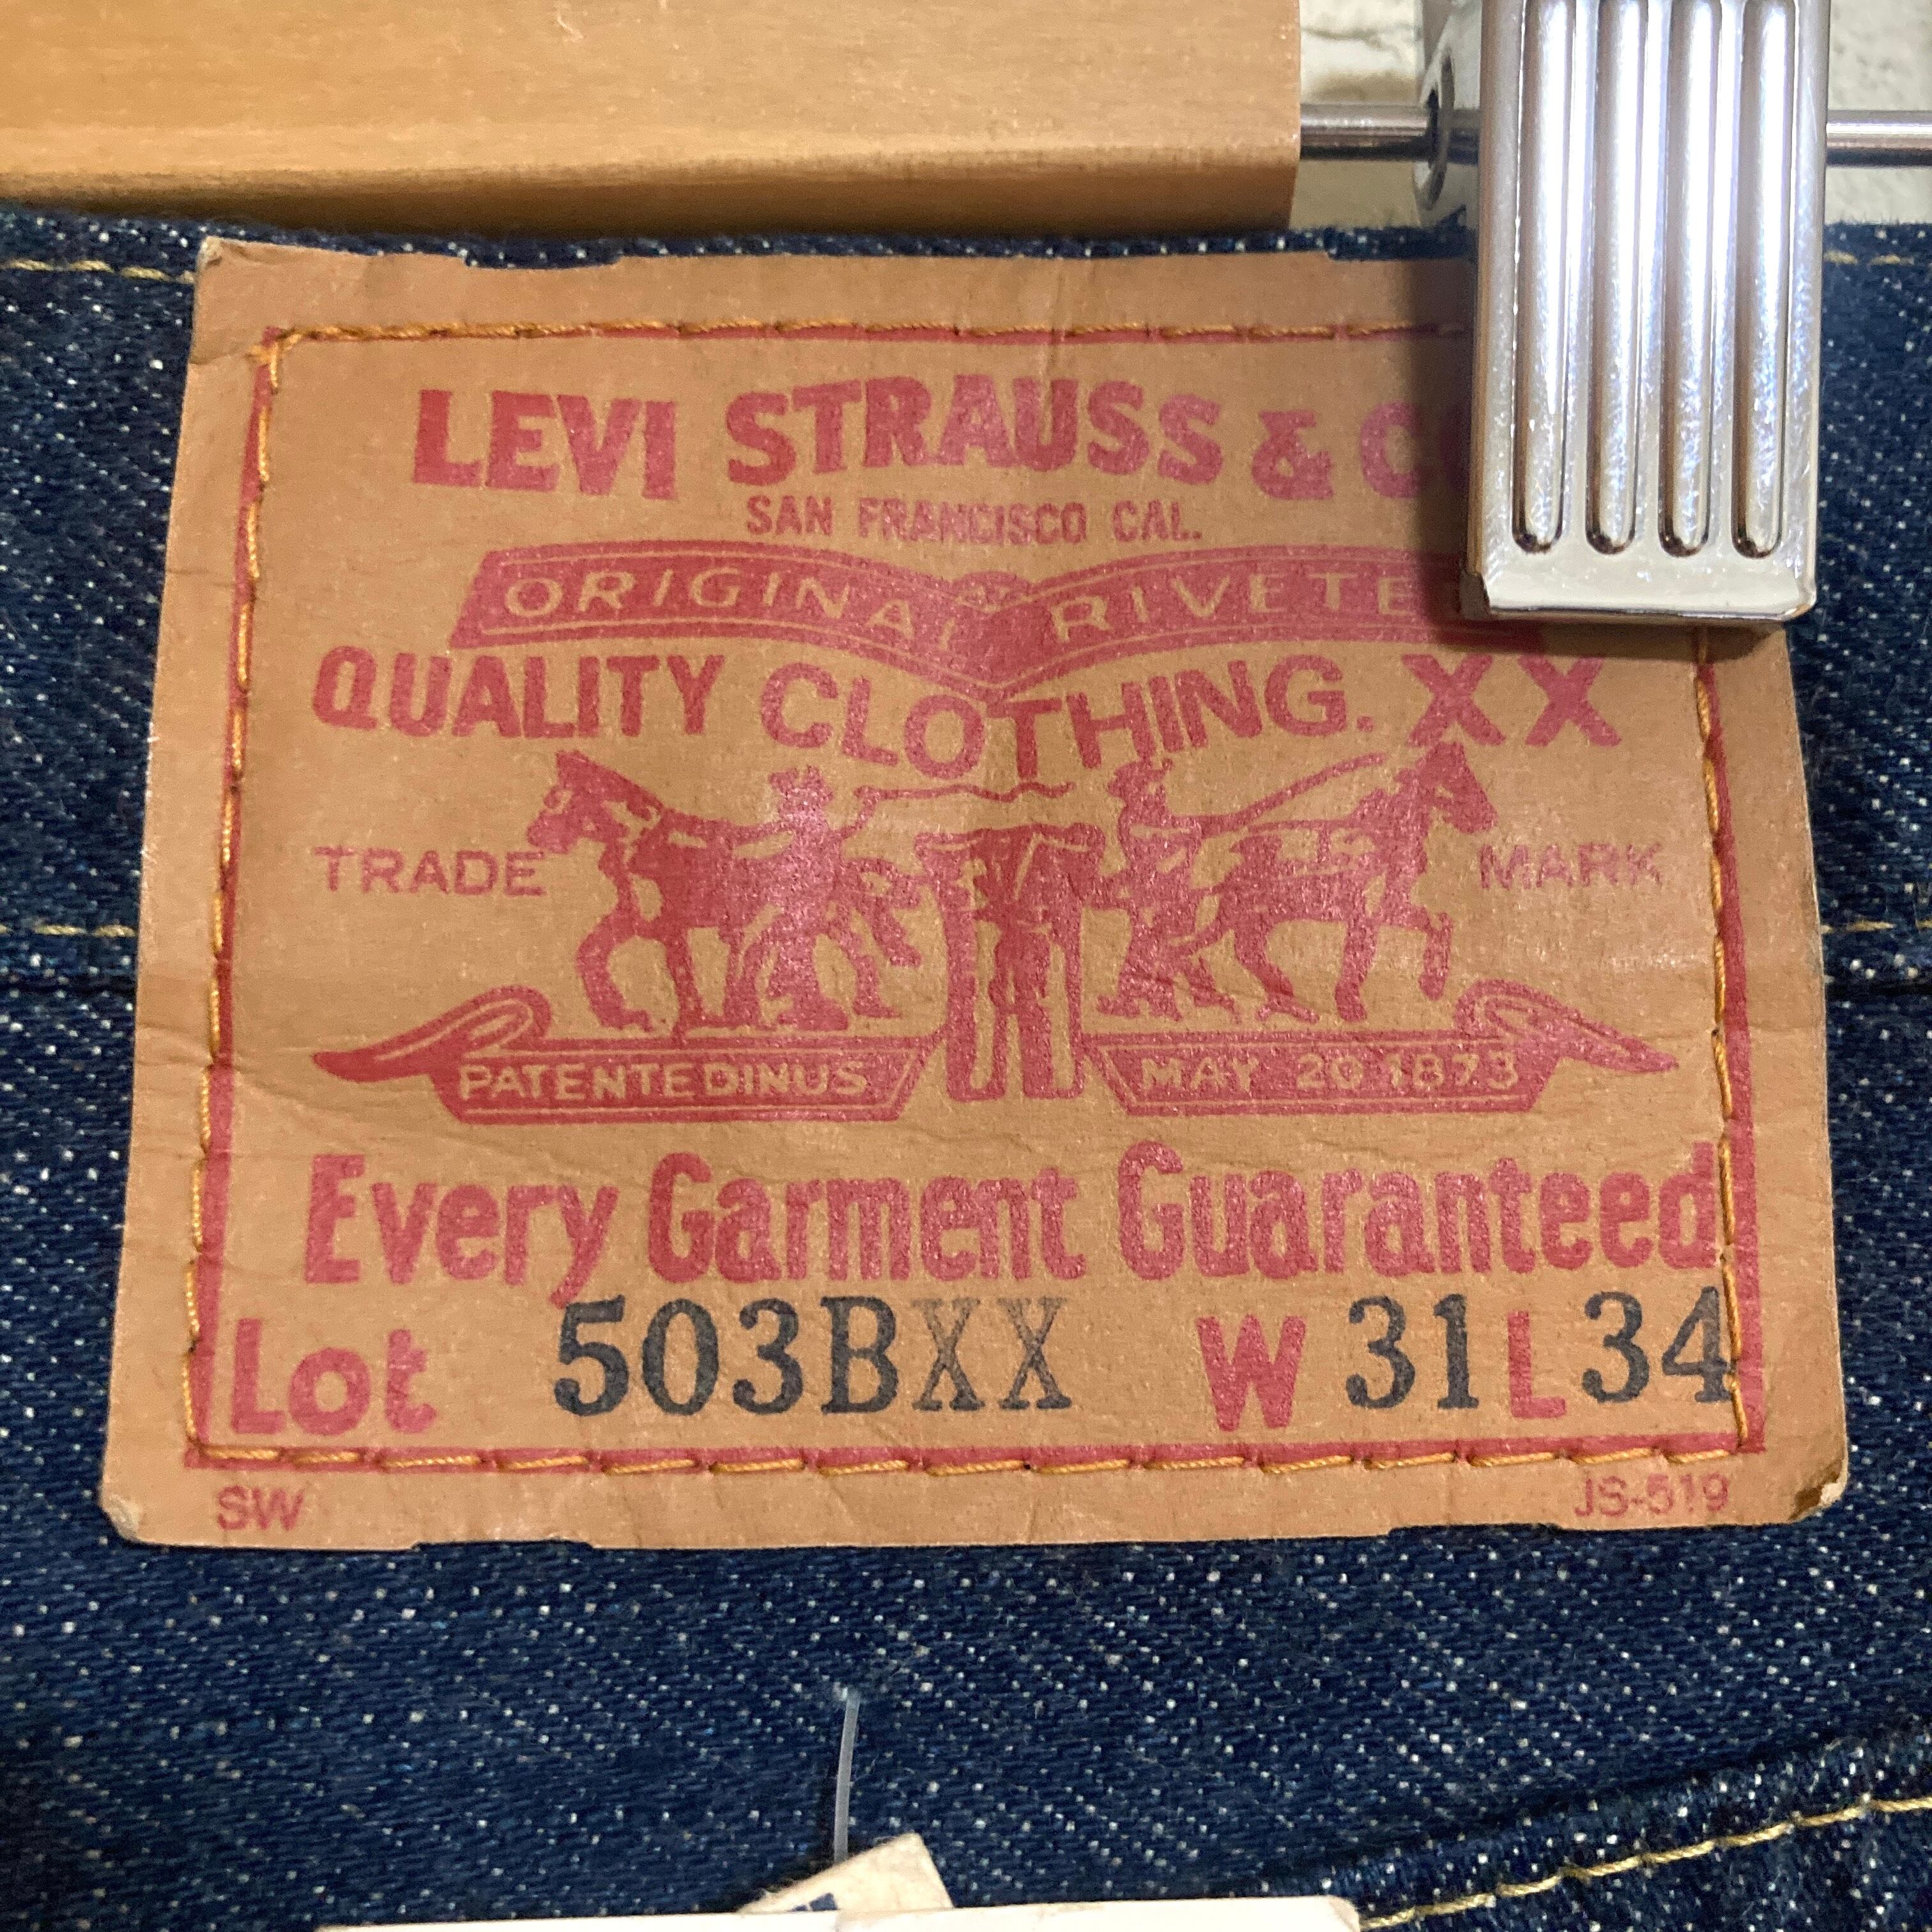 LEVI STRAUSS & C
SAN FRANCISCO CAL.
ORIGINAL RIVETE
QUALITY CLOTHING. XX
TRADE MARK
PATENTED IN US MAY 20 1873
Every Garment Guaranteed
Lot 503BXX W 31 L 34
SW JS-519